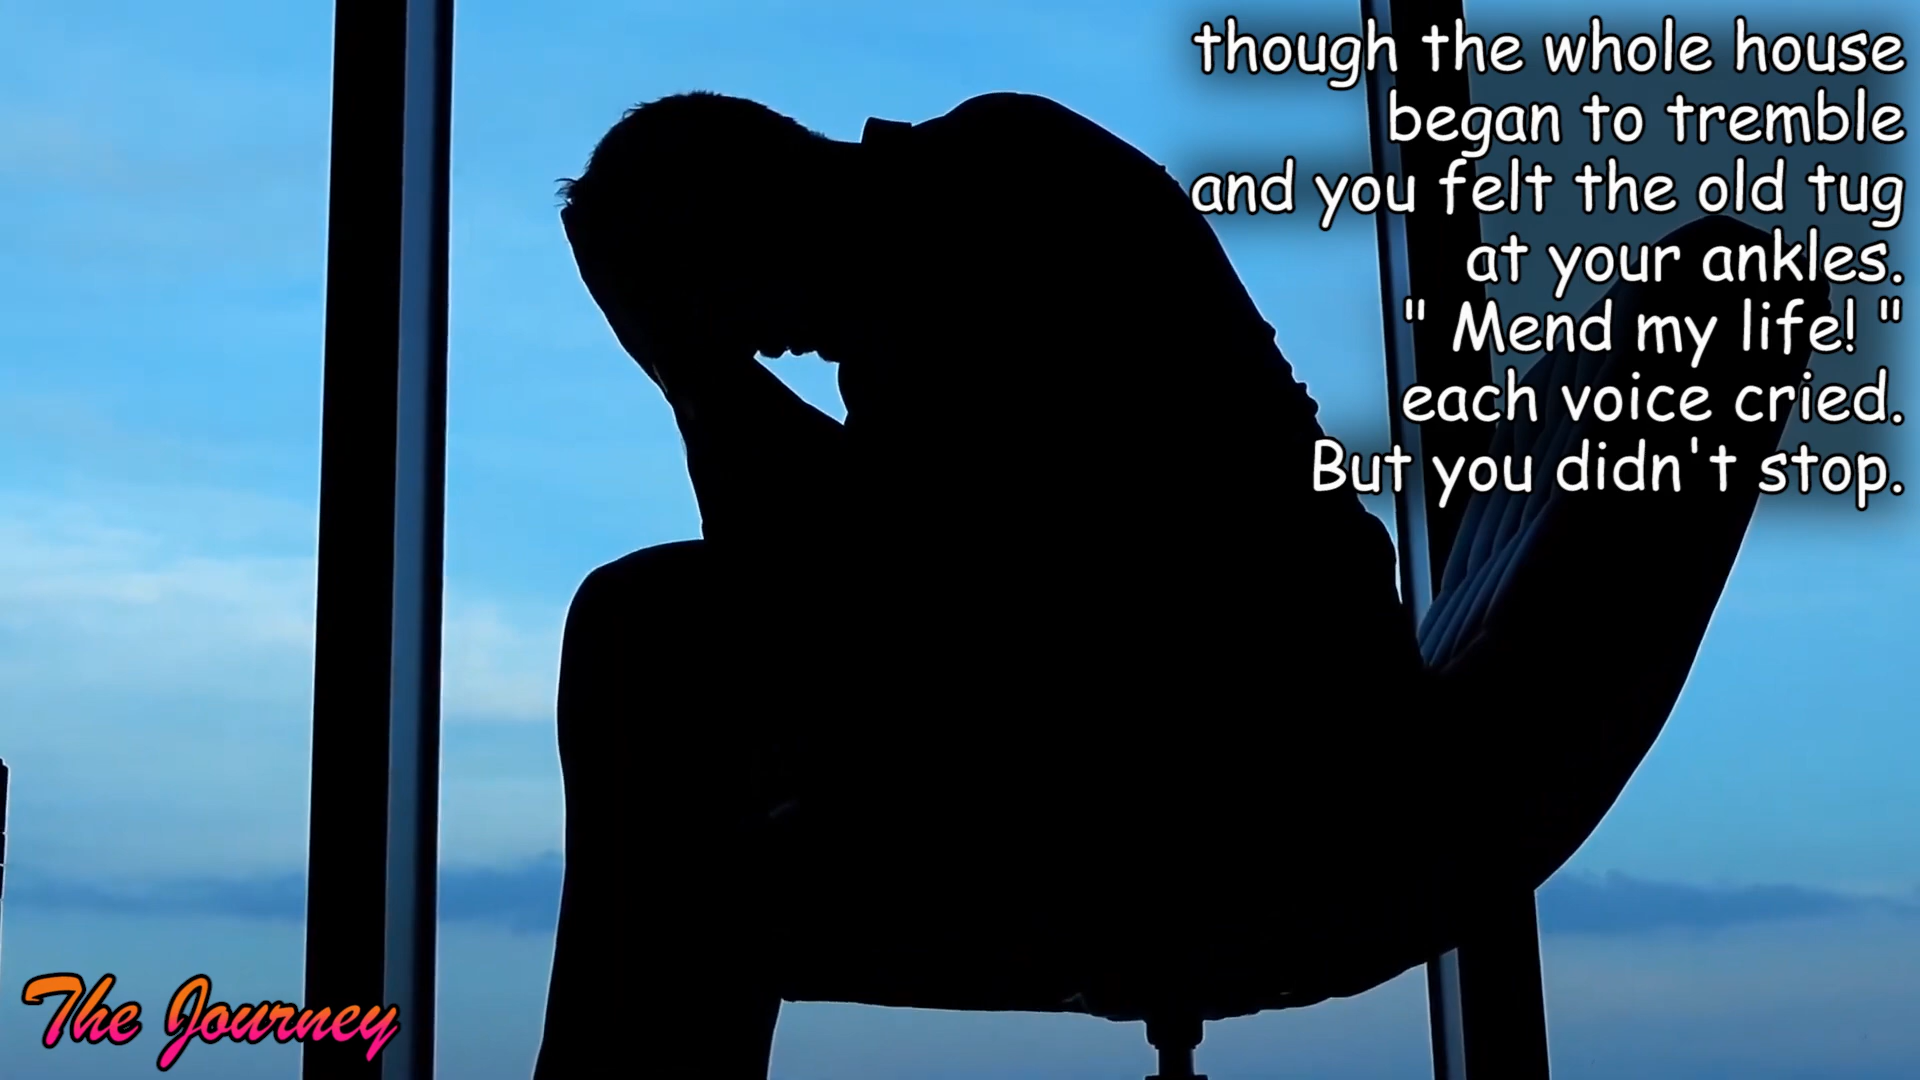 though the whole house
began to tremble
and you felt the old tug
at your ankles.
" Mend my life! "
each voice cried.
But you didn't stop.
The Journey